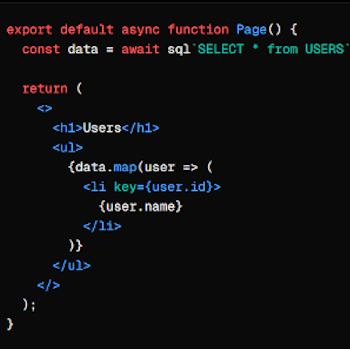 export default async function Page() {
  const data = await sql`SELECT * from USERS`
  return (
    <>
      <h1>Users</h1>
      <ul>
        {data.map(user => (
          <li key={user.id}>
            {user.name}
          </li>
        )}
      </ul>
    </>
  );
}